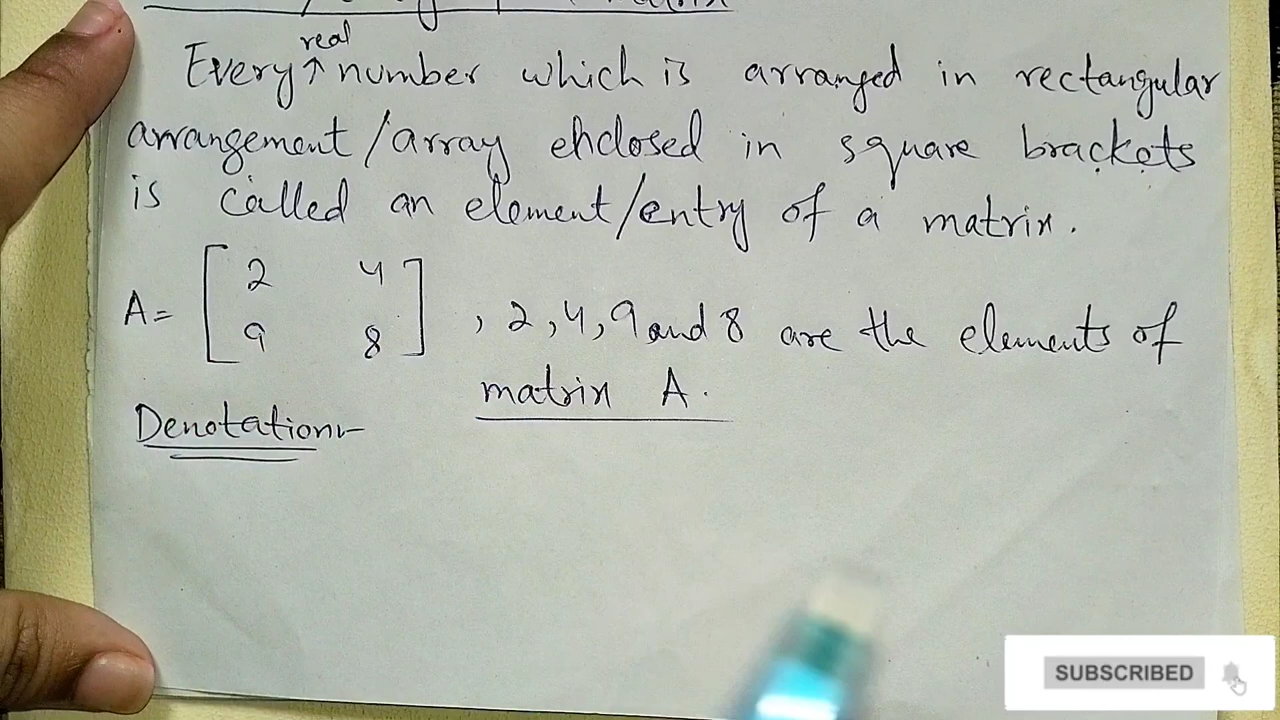 real
Every ↑ number which is arranged in rectangular
arrangement/array enclosed in square brackets
is called an element/entry of a matrix.
A = [ 2 4
9 8 ] , 2, 4, 9 and 8 are the elements of
matrix A.
Denotation:-
SUBSCRIBED